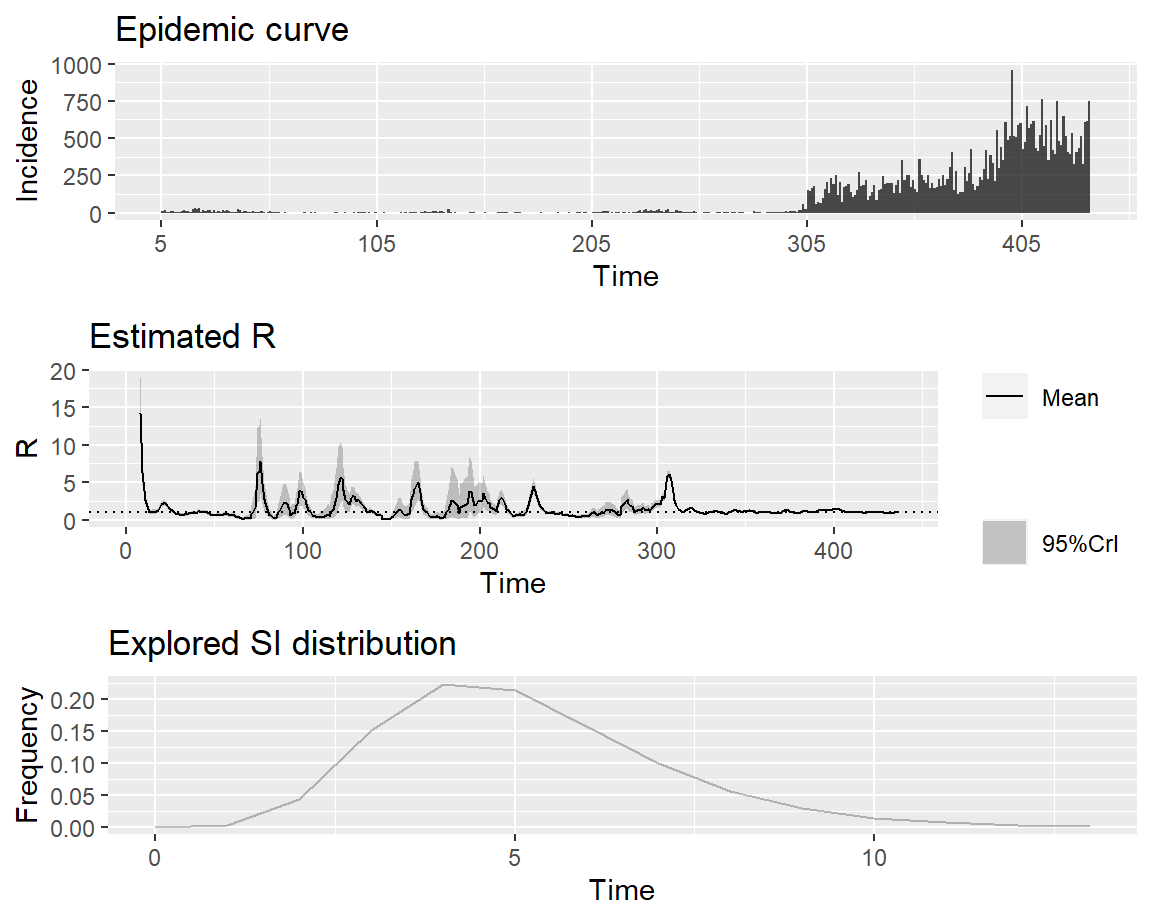 Epidemic curve
1000
750
500
250
0
Incidence
5 105 205 305 405
Time
Estimated R
20
15
10
5
0
R
0 100 200 300 400
Time
Mean
95%CrI
Explored SI distribution
0.20
0.15
0.10
0.05
0.00
Frequency
0 5 10
Time